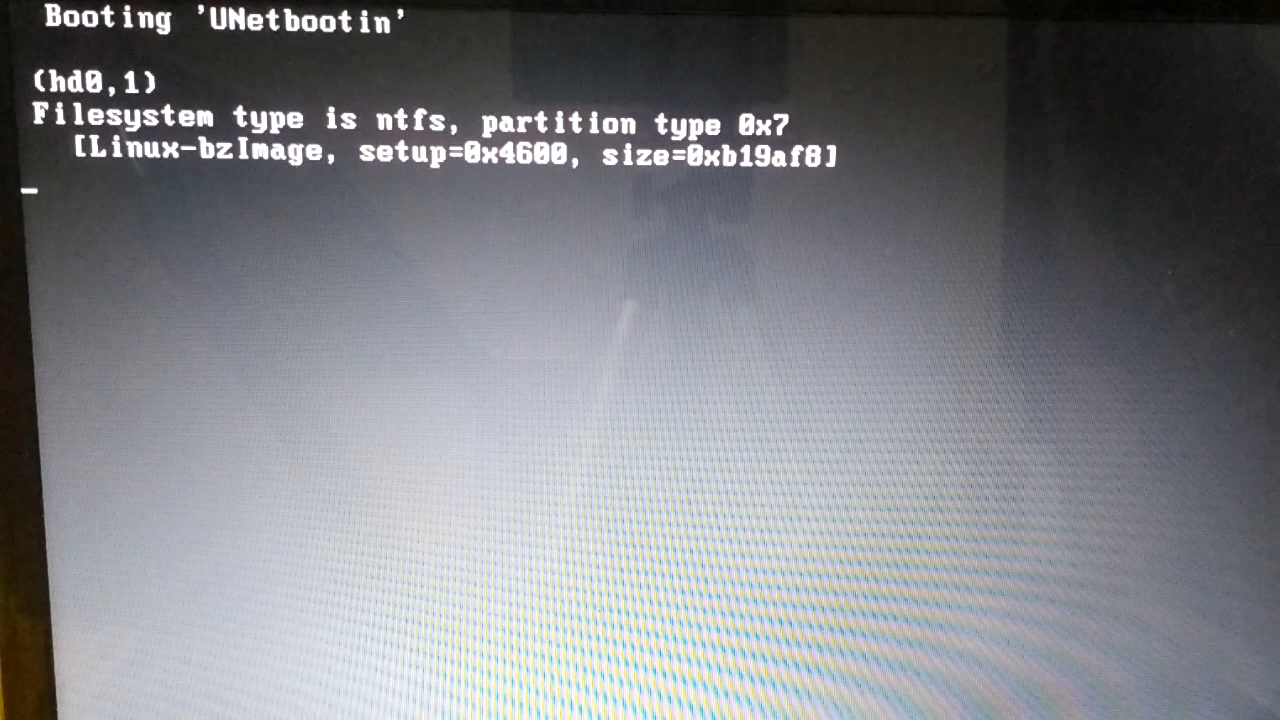 Booting 'UNetbootin'
(hd0,1)
Filesystem type is ntfs, partition type 0x7
[Linux-bzImage, setup=0x4600, size=0xb19af8]